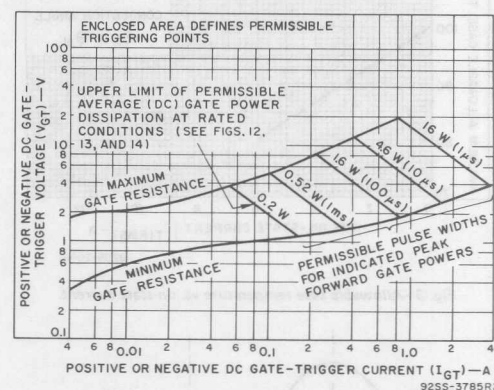 ENCLOSED AREA DEFINES PERMISSIBLE
TRIGGERING POINTS
UPPER LIMIT OF PERMISSIBLE
AVERAGE (DC) GATE POWER
DISSIPATION AT RATED
CONDITIONS (SEE FIGS. 12,
13, AND 14)
MAXIMUM
GATE RESISTANCE
MINIMUM
GATE RESISTANCE
0.2 W
0.52 W (1ms)
1.6 W (100μs)
4.6 W (10μs)
16 W (1μs)
PERMISSIBLE PULSE WIDTHS
FOR INDICATED PEAK
FORWARD GATE POWERS
POSITIVE OR NEGATIVE DC GATE-
TRIGGER VOLTAGE (VGT)—V
8
6
4
2
100
8
6
4
2
10
8
6
4
2
1
8
6
4
2
0.1
4 6 8 0.01 2 4 6 8 0.1 2 4 6 8 1.0 2 4
POSITIVE OR NEGATIVE DC GATE-TRIGGER CURRENT (IGT)—A